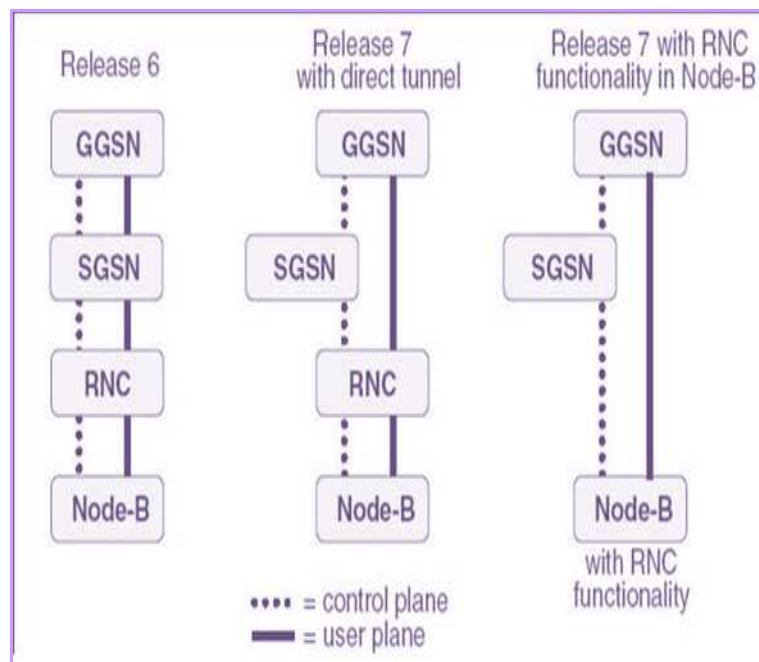 Release 6
GGSN
SGSN
RNC
Node-B
Release 7
with direct tunnel
GGSN
SGSN
RNC
Node-B
Release 7 with RNC
functionality in Node-B
GGSN
SGSN
Node-B
with RNC
functionality
= control plane
= user plane